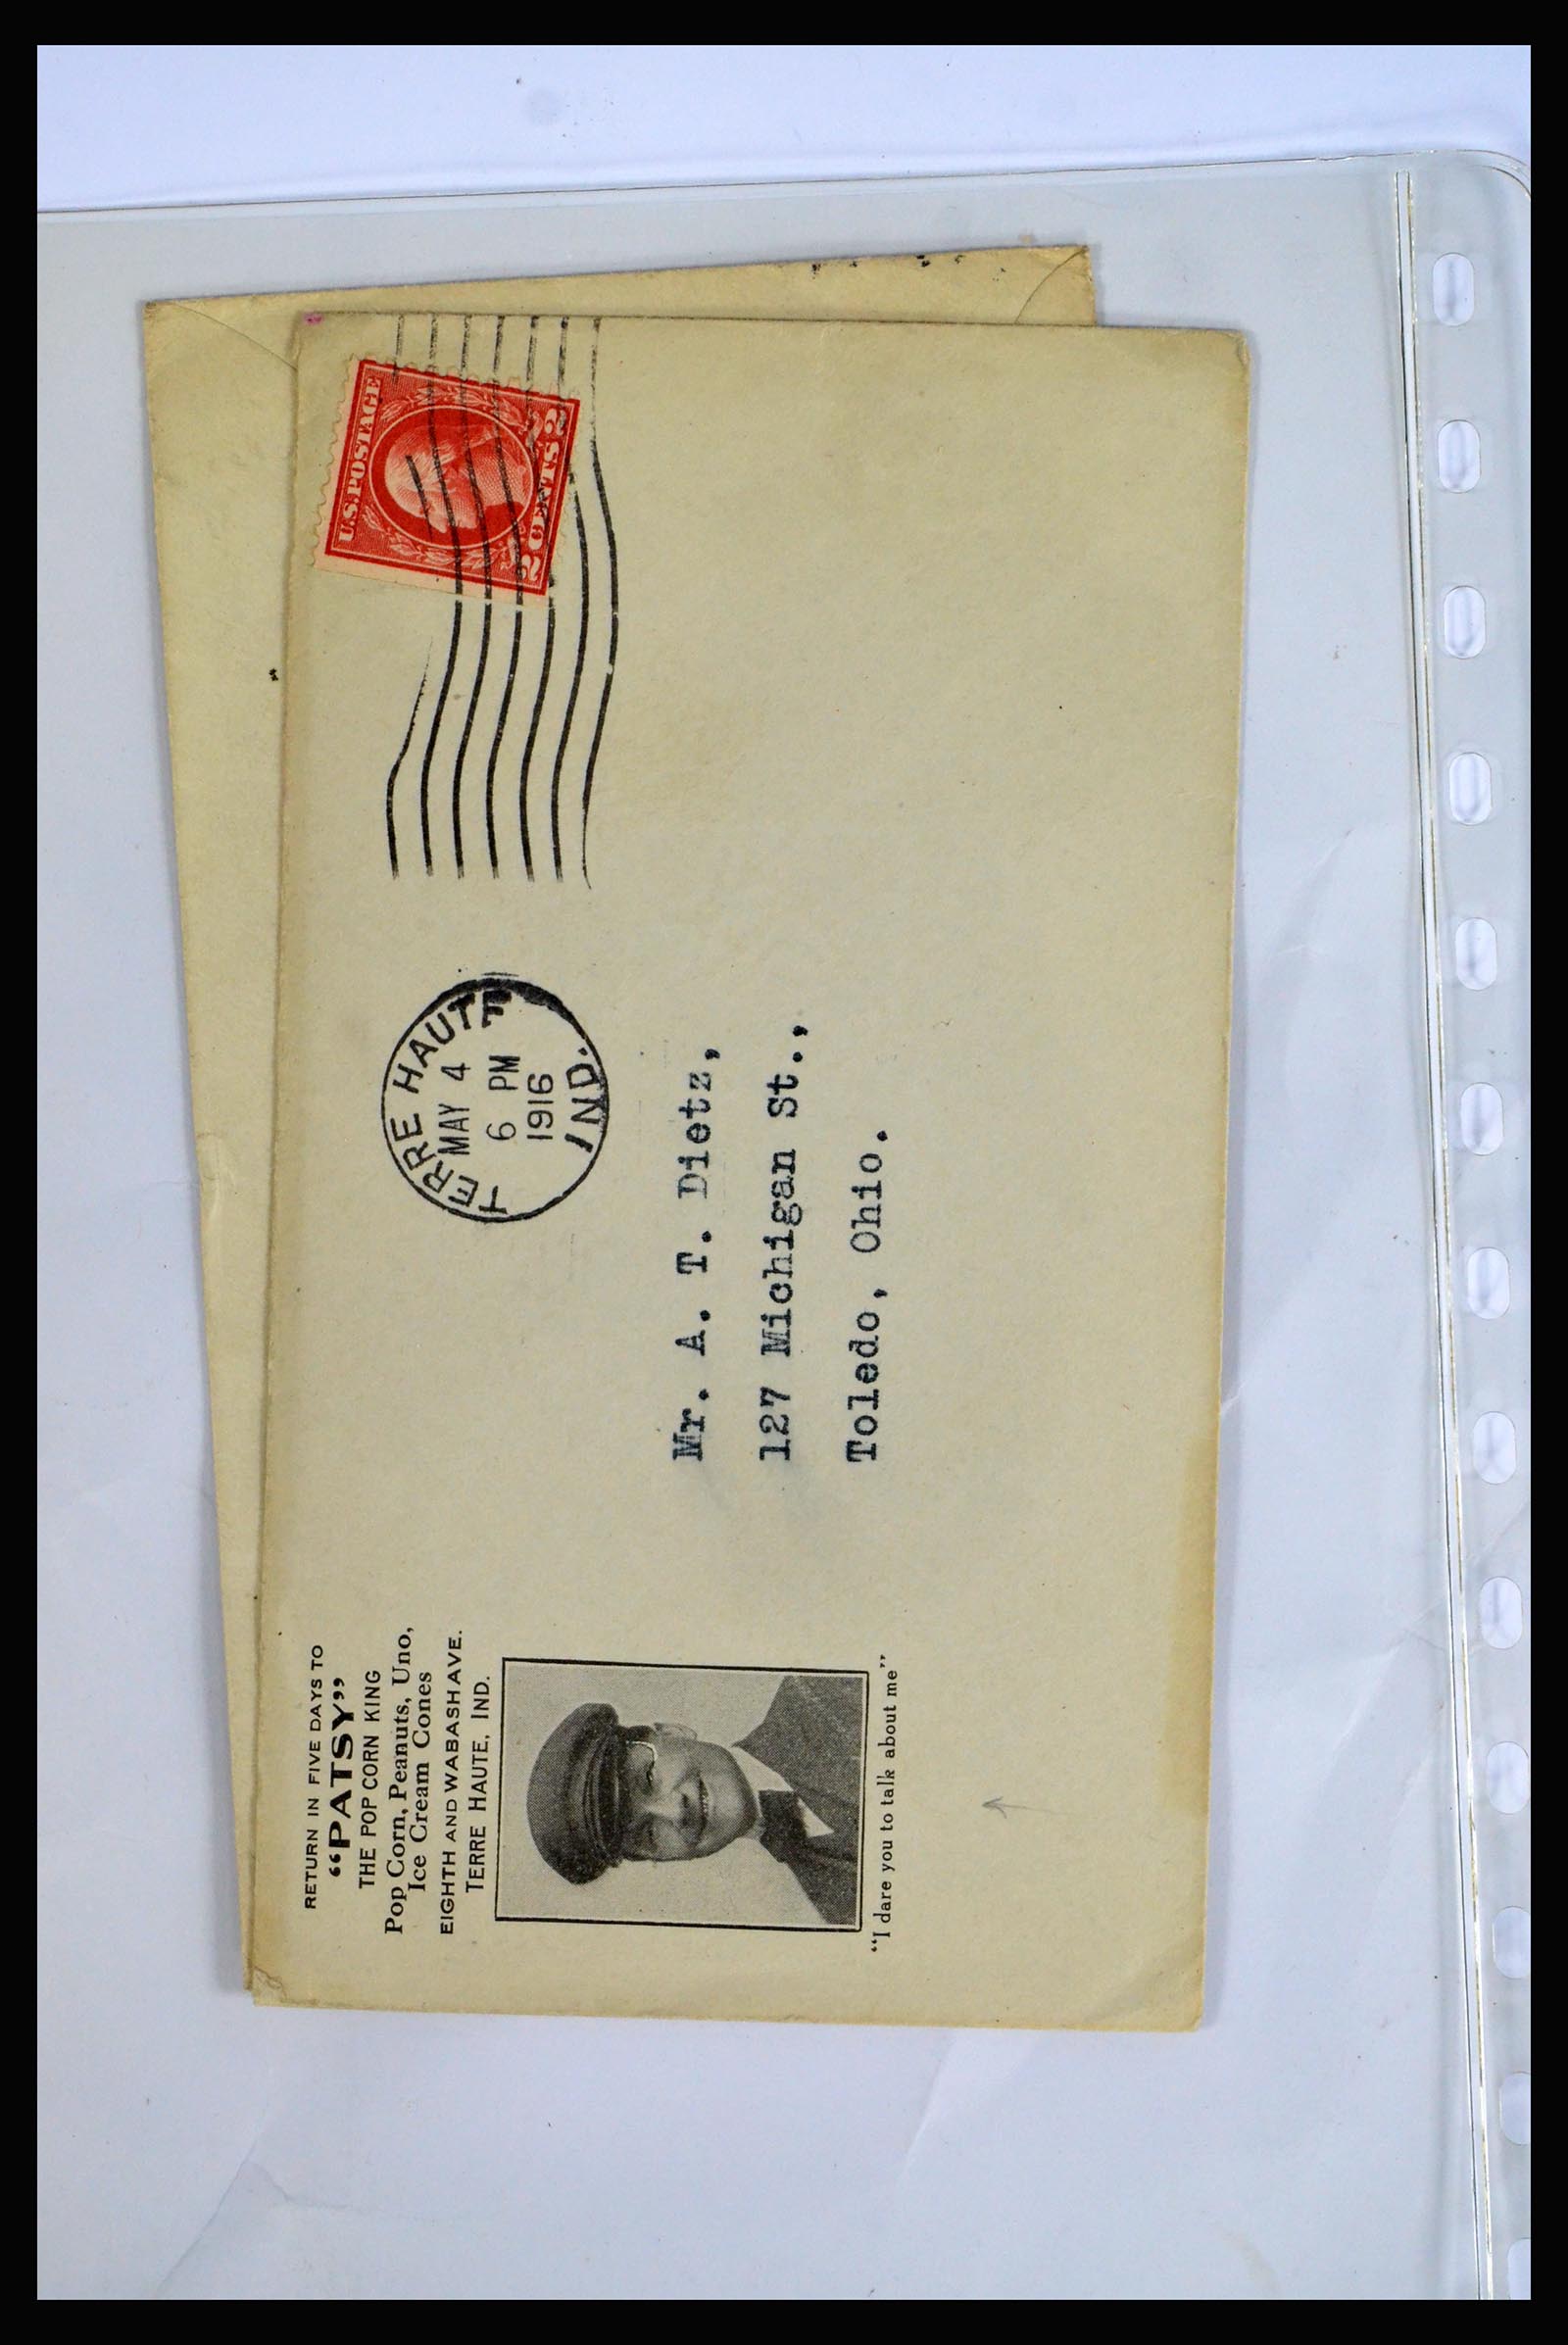 RETURN IN FIVE DAYS TO
“PATSY”
THE POP CORN KING
Pop Corn, Peanuts, Uno,
Ice Cream Cones
EIGHTH AND WABASH AVE.
TERRE HAUTE, IND.
“I dare you to talk about me”
TERRE HAUTE
MAY 4
6 PM
1916
IND.
U.S. POSTAGE
2 CENTS 2
Mr. A. T. Dietz,
127 Michigan St.,
Toledo, Ohio.